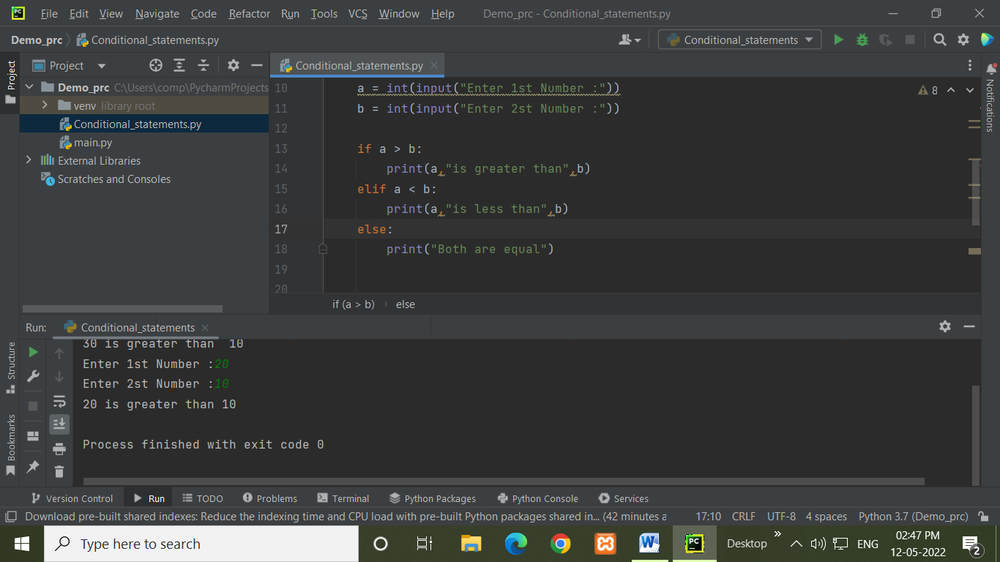 File Edit View Navigate Code Refactor Run Tools VCS Window Help Demo_prc - Conditional_statements.py
Demo_prc Conditional_statements.py Conditional_statements
Project
Project
Conditional_statements.py
Notifications
Demo_prc C:\Users\comp\PycharmProjects
venv library root
Conditional_statements.py
main.py
External Libraries
Scratches and Consoles
8
10 a = int(input("Enter 1st Number :"))
11 b = int(input("Enter 2st Number :"))
12
13 if a > b:
14 print(a,"is greater than",b)
15 elif a < b:
16 print(a,"is less than",b)
17 else:
18 print("Both are equal")
19
20
if (a > b) › else
Run: Conditional_statements
Structure
Bookmarks
30 is greater than  10
Enter 1st Number :20
Enter 2st Number :10
20 is greater than 10
Process finished with exit code 0
Version Control Run TODO Problems Terminal Python Packages Python Console Services
Download pre-built shared indexes: Reduce the indexing time and CPU load with pre-built Python packages shared in... (42 minutes a 17:10 CRLF UTF-8 4 spaces Python 3.7 (Demo_prc)
Type here to search Desktop » ENG 02:47 PM
12-05-2022 2